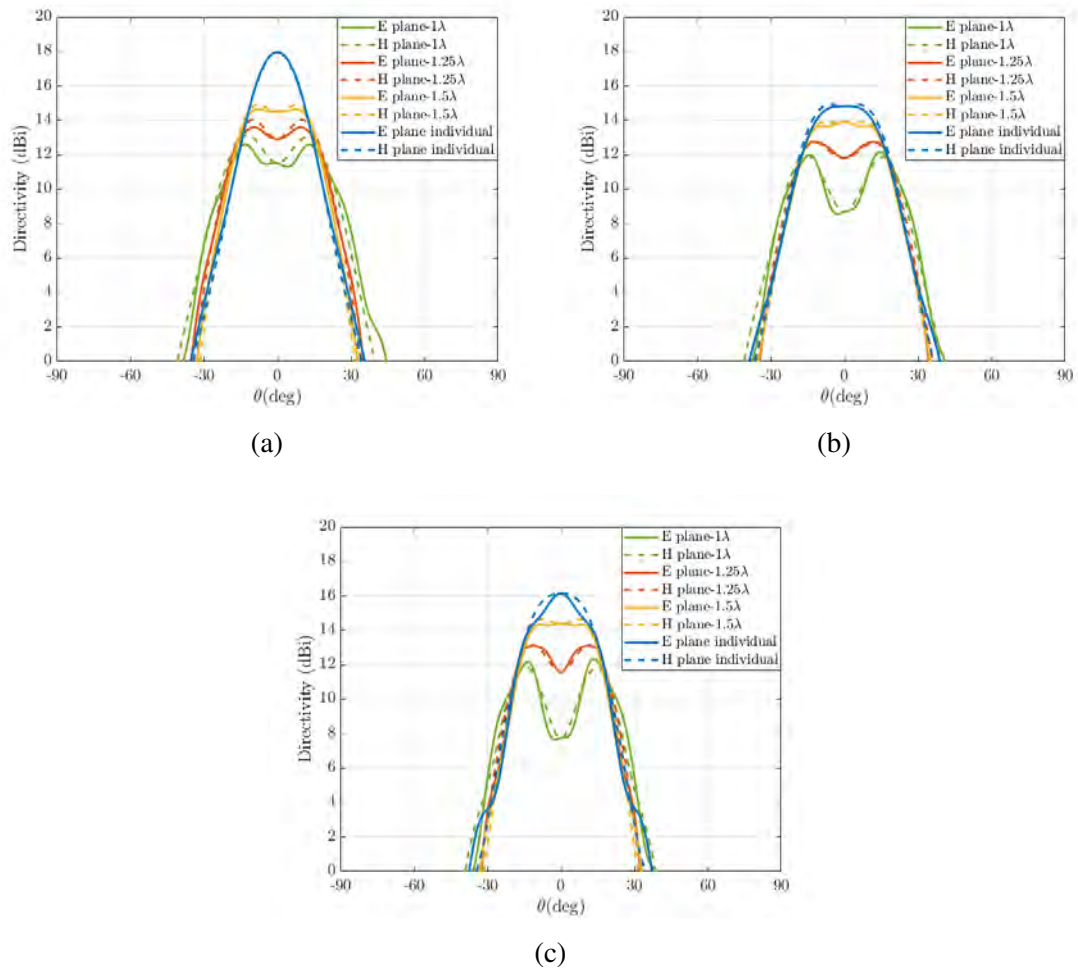 20
18
16
14
12
10
8
6
4
2
0
Directivity (dBi)
-90 -60 -30 0 30 60 90
θ(deg)
E plane-1λ
H plane-1λ
E plane-1.25λ
H plane-1.25λ
E plane-1.5λ
H plane-1.5λ
E plane individual
H plane individual
(a)
20
18
16
14
12
10
8
6
4
2
0
Directivity (dBi)
-90 -60 -30 0 30 60 90
θ(deg)
E plane-1λ
H plane-1λ
E plane-1.25λ
H plane-1.25λ
E plane-1.5λ
H plane-1.5λ
E plane individual
H plane individual
(b)
20
18
16
14
12
10
8
6
4
2
0
Directivity (dBi)
-90 -60 -30 0 30 60 90
θ(deg)
E plane-1λ
H plane-1λ
E plane-1.25λ
H plane-1.25λ
E plane-1.5λ
H plane-1.5λ
E plane individual
H plane individual
(c)